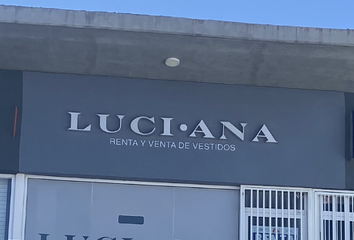 LUCI•ANA
RENTA Y VENTA DE VESTIDOS